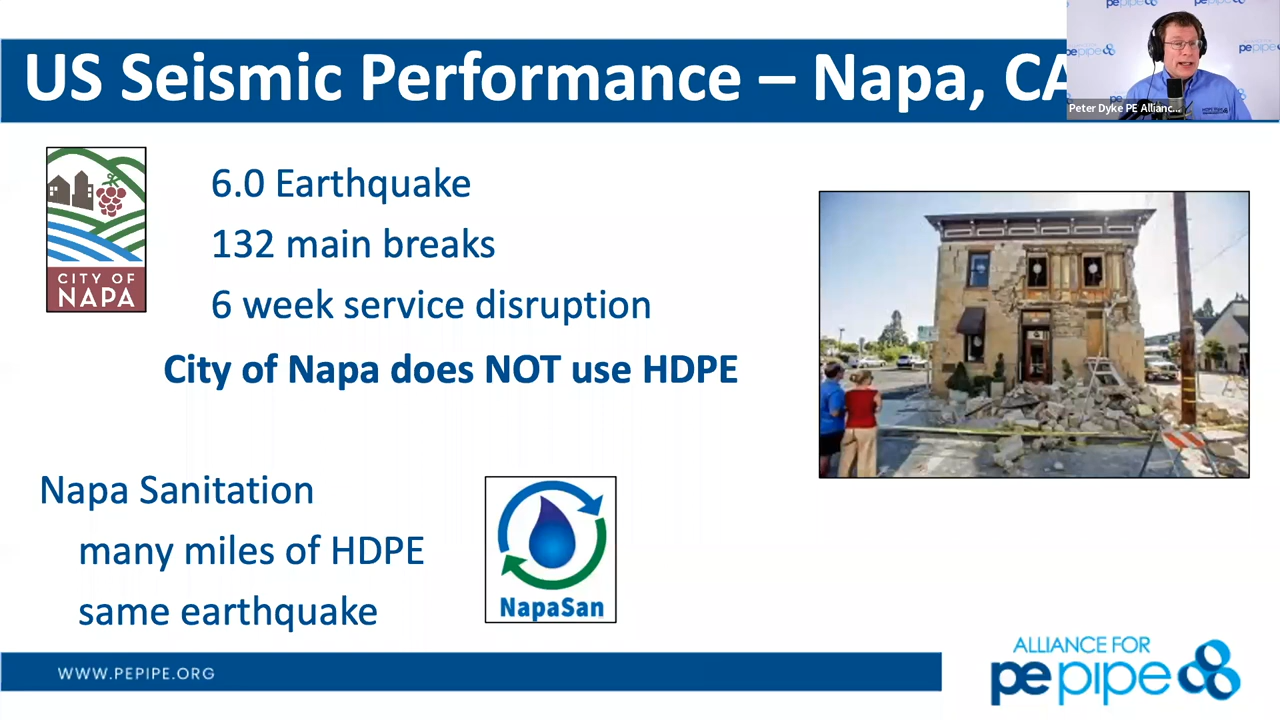 US Seismic Performance – Napa, CA
Peter Dyke PE Allianc...
6.0 Earthquake
132 main breaks
6 week service disruption
City of Napa does NOT use HDPE
CITY OF
NAPA
Napa Sanitation
many miles of HDPE
same earthquake
NapaSan
WWW.PEPIPE.ORG
ALLIANCE FOR
pepipe